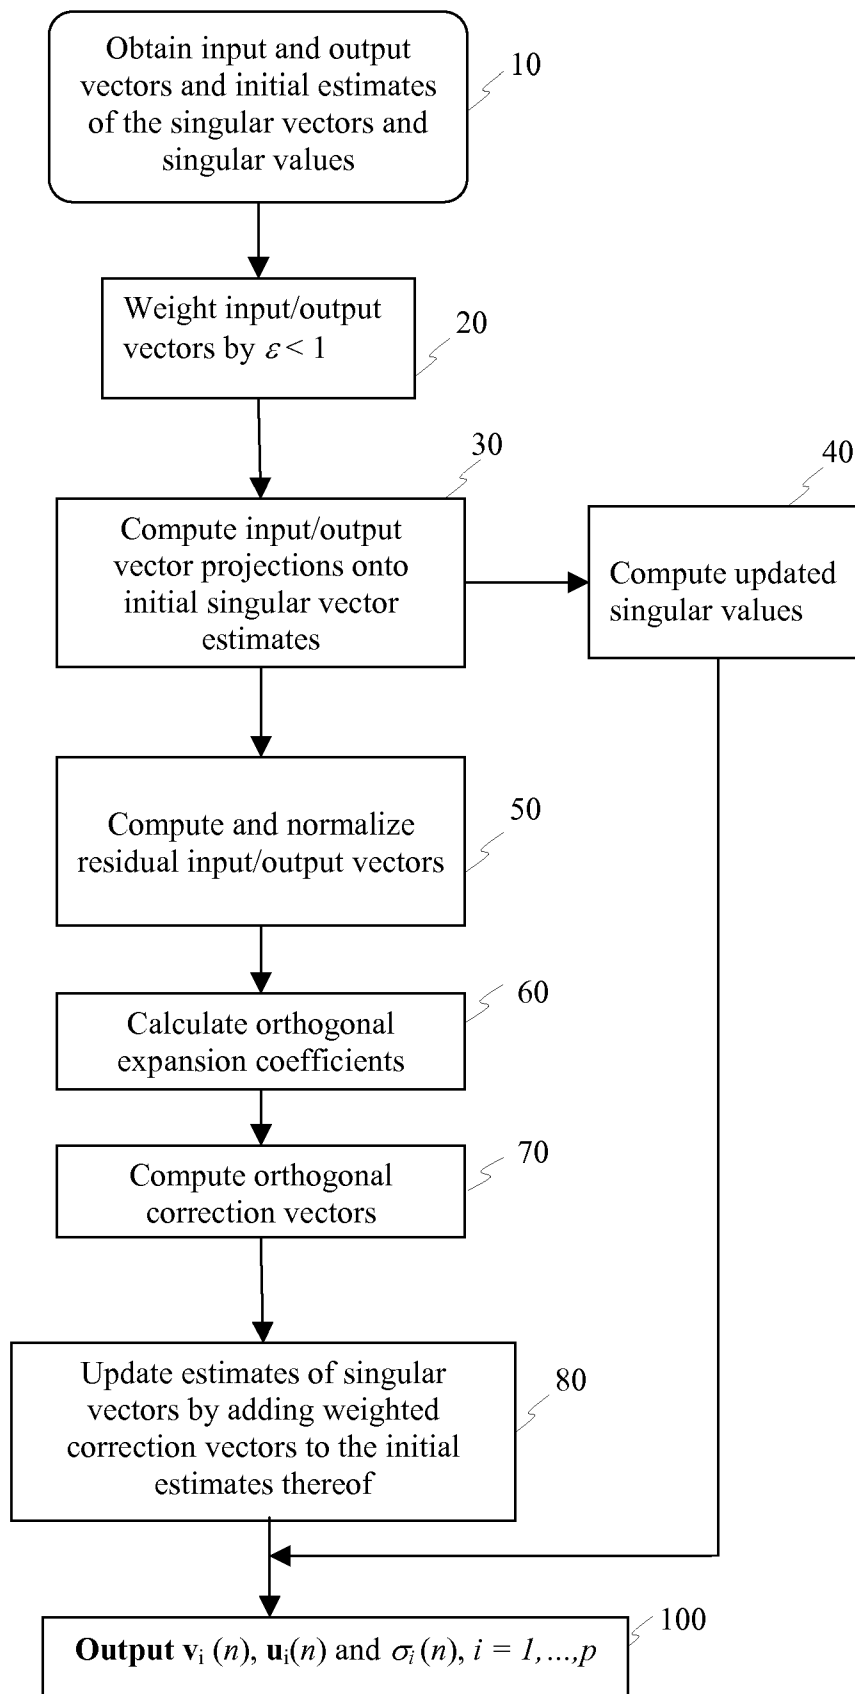 Obtain input and output
vectors and initial estimates
of the singular vectors and
singular values
10
Weight input/output
vectors by ε < 1
20
30
Compute input/output
vector projections onto
initial singular vector
estimates
40
Compute updated
singular values
Compute and normalize
residual input/output vectors
50
Calculate orthogonal
expansion coefficients
60
Compute orthogonal
correction vectors
70
Update estimates of singular
vectors by adding weighted
correction vectors to the initial
estimates thereof
80
100
Output vᵢ (n), uᵢ(n) and σᵢ (n), i = 1,...,p